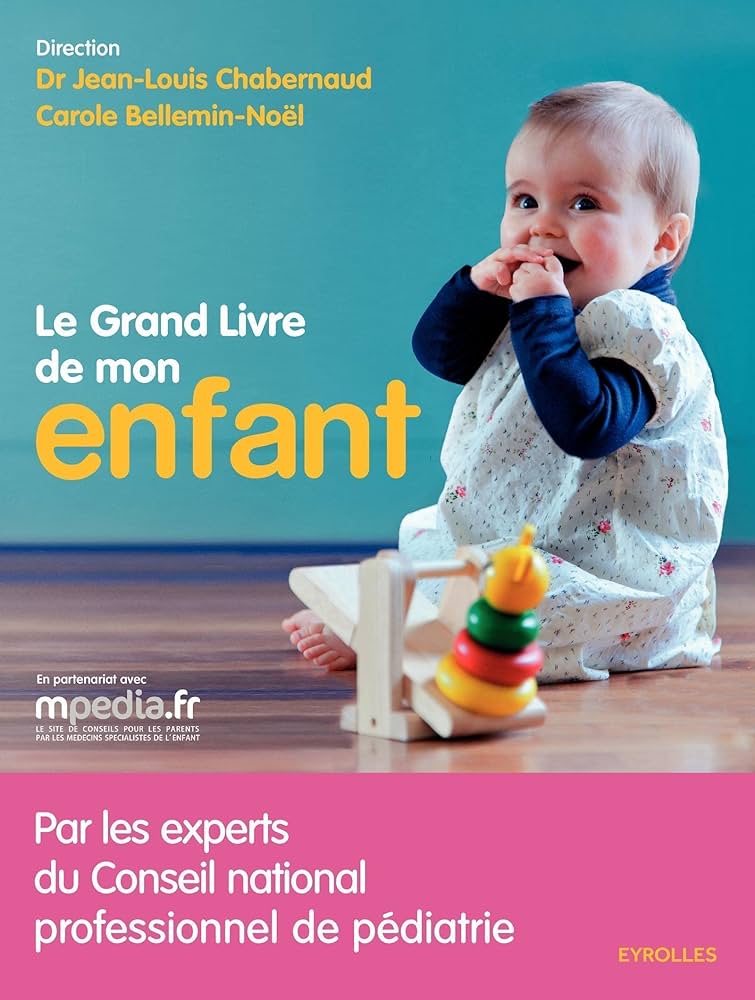 Direction
Dr Jean-Louis Chabernaud
Carole Bellemin-Noël
Le Grand Livre
de mon
enfant
En partenariat avec
mpedia.fr
LE SITE DE CONSEILS POUR LES PARENTS
PAR LES MEDECINS SPECIALISTES DE L'ENFANT
Par les experts
du Conseil national
professionnel de pédiatrie
EYROLLES